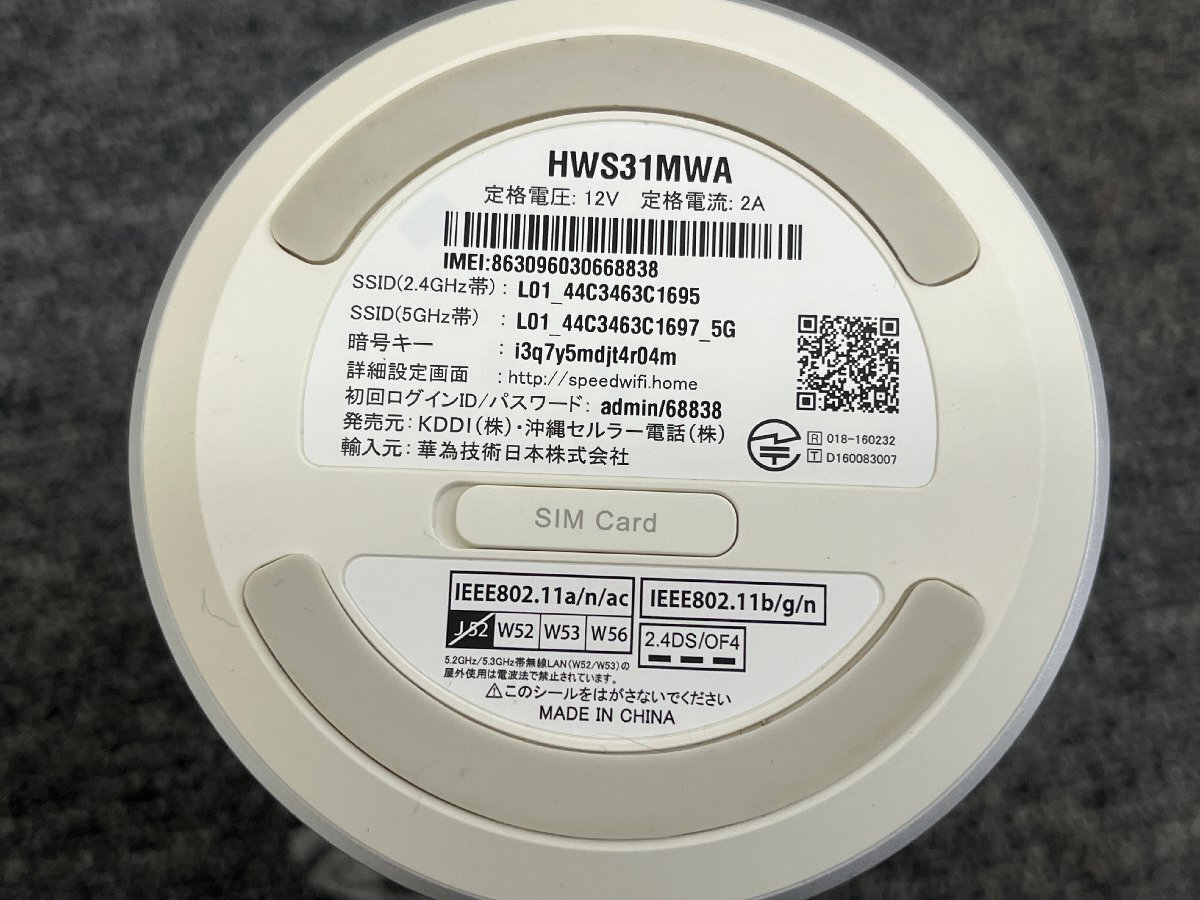 HWS31MWA
定格電圧: 12V 定格電流: 2A
IMEI:863096030668838
SSID(2.4GHz帯) : L01_44C3463C1695
SSID(5GHz帯) : L01_44C3463C1697_5G
暗号キー : i3q7y5mdjt4r04m
詳細設定画面 : http://speedwifi.home
初回ログインID/パスワード: admin/68838
発売元: KDDI(株)・沖縄セルラー電話(株)
輸入元: 華為技術日本株式会社
R 018-160232
T D160083007
SIM Card
IEEE802.11a/n/ac IEEE802.11b/g/n
J52 W52 W53 W56 2.4DS/OF4
5.2GHz/5.3GHz帯無線LAN(W52/W53)の
屋外使用は電波法で禁止されています。
⚠このシールをはがさないでください
MADE IN CHINA